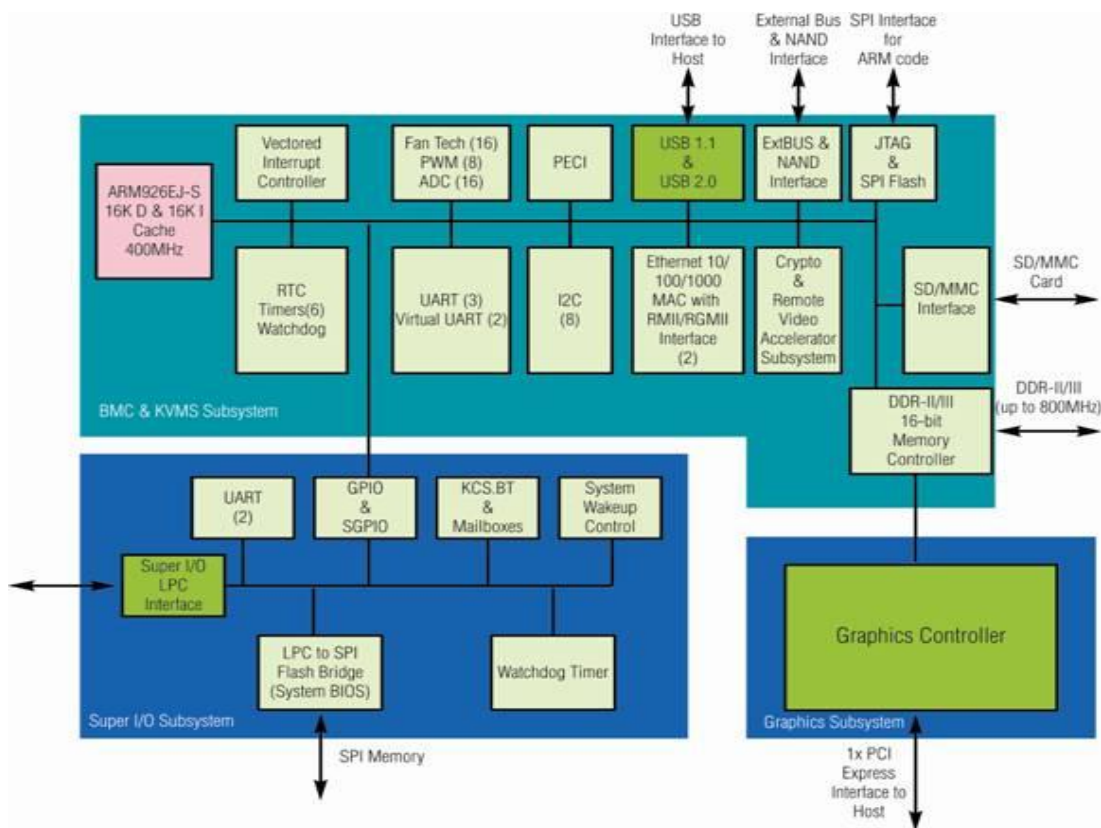 USB
Interface to
Host
External Bus
& NAND
Interface
SPI Interface
for
ARM code
Vectored
Interrupt
Controller
Fan Tech (16)
PWM (8)
ADC (16)
PECI
USB 1.1
&
USB 2.0
ExtBUS &
NAND
Interface
JTAG
&
SPI Flash
ARM926EJ-S
16K D & 16K I
Cache
400MHz
RTC
Timers(6)
Watchdog
UART (3)
Virtual UART (2)
I2C
(8)
Ethernet 10/
100/1000
MAC with
RMII/RGMII
Interface
(2)
Crypto
&
Remote
Video
Accelerator
Subsystem
SD/MMC
Interface
SD/MMC
Card
BMC & KVMS Subsystem
DDR-II/III
16-bit
Memory
Controller
DDR-II/III
(up to 800MHz)
UART
(2)
GPIO
&
SGPIO
KCS.BT
&
Mailboxes
System
Wakeup
Control
Super I/O
LPC
Interface
LPC to SPI
Flash Bridge
(System BIOS)
Watchdog Timer
Super I/O Subsystem
Graphics Controller
Graphics Subsystem
SPI Memory
1x PCI
Express
Interface to
Host